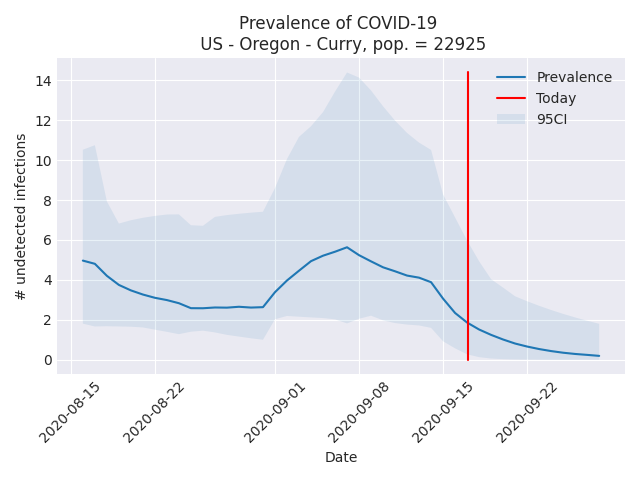 Prevalence of COVID-19
US - Oregon - Curry, pop. = 22925
Prevalence
Today
95CI
# undetected infections
14
12
10
8
6
4
2
0
2020-08-15
2020-08-22
2020-09-01
2020-09-08
2020-09-15
2020-09-22
Date